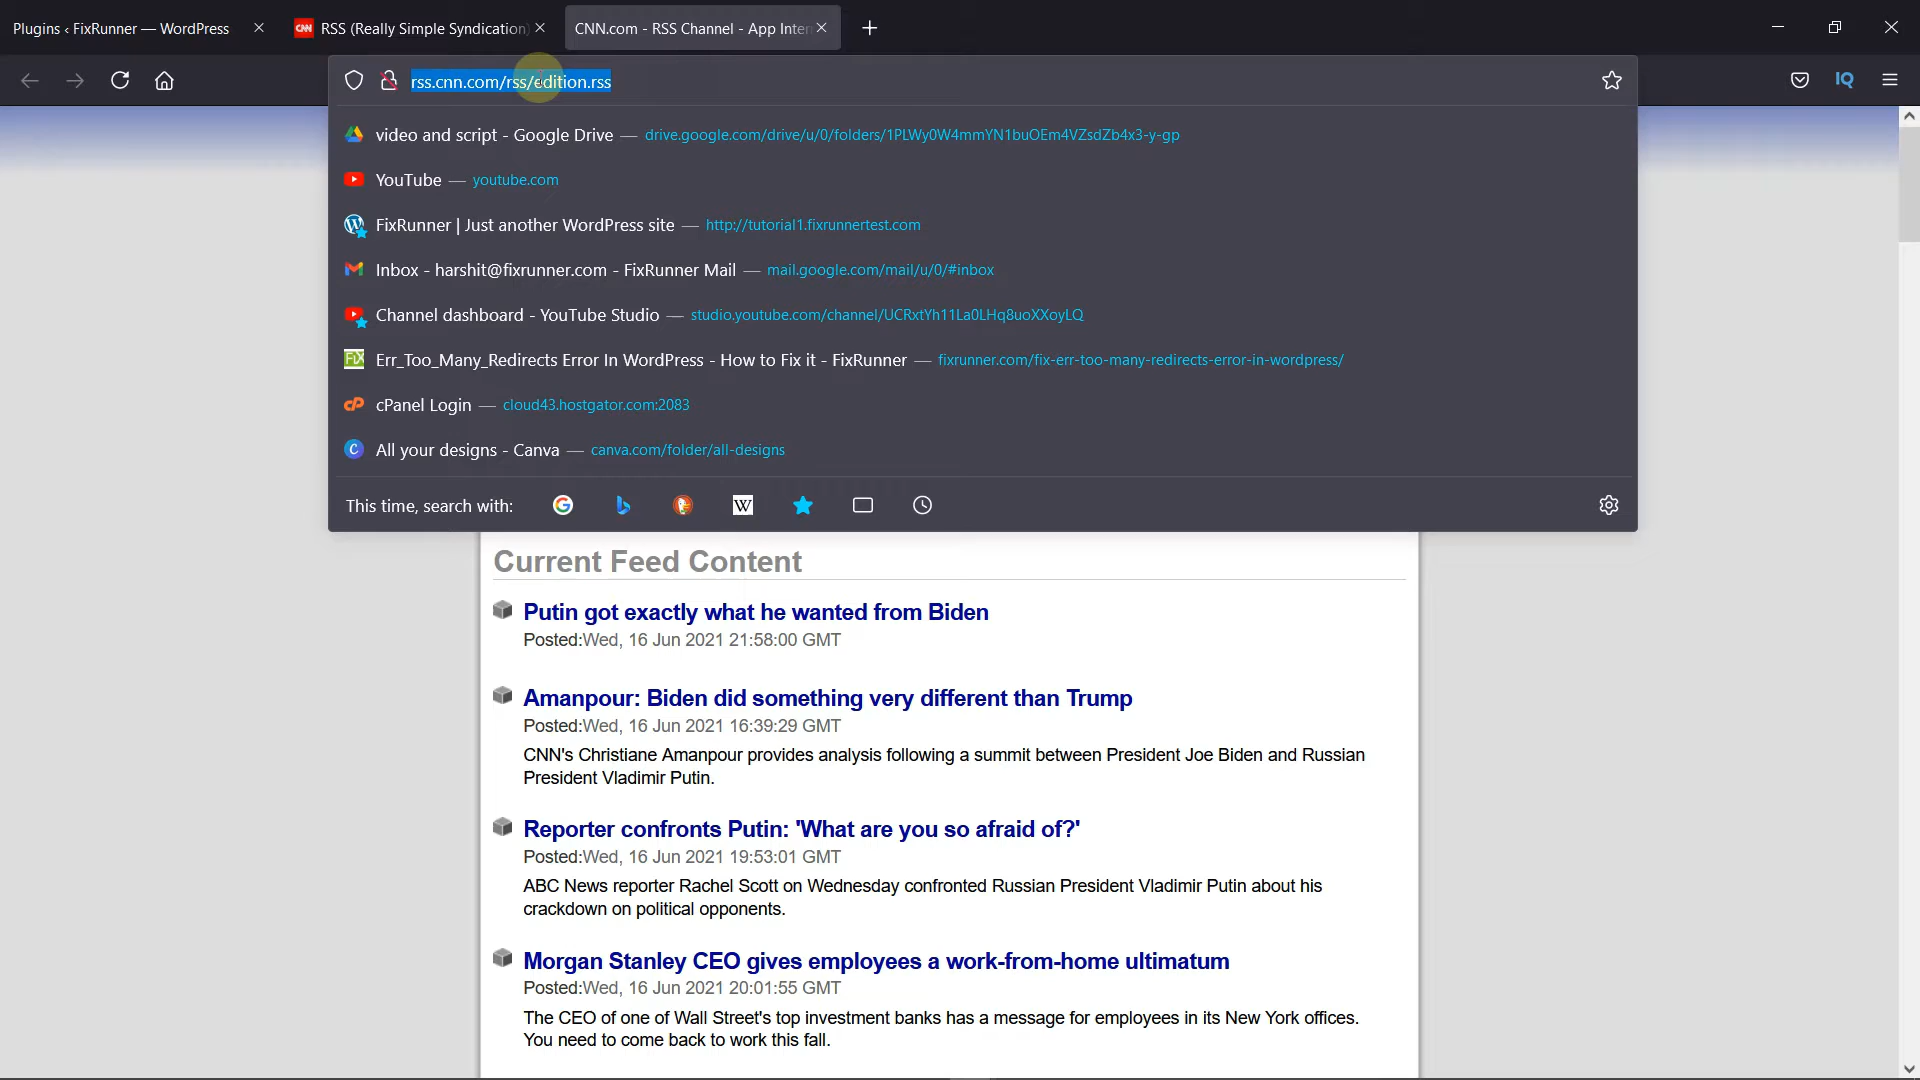 Plugins ‹ FixRunner — WordPress
CNN RSS (Really Simple Syndication)
CNN.com - RSS Channel - App Inter
rss.cnn.com/rss/edition.rss
IQ
video and script - Google Drive — drive.google.com/drive/u/0/folders/1PLWy0W4mmYN1buOEm4VZsdZb4x3-y-gp
YouTube — youtube.com
FixRunner | Just another WordPress site — http://tutorial1.fixrunnertest.com
Inbox - harshit@fixrunner.com - FixRunner Mail — mail.google.com/mail/u/0/#inbox
Channel dashboard - YouTube Studio — studio.youtube.com/channel/UCRxtYh11La0LHq8uoXXoyLQ
Err_Too_Many_Redirects Error In WordPress - How to Fix it - FixRunner — fixrunner.com/fix-err-too-many-redirects-error-in-wordpress/
cPanel Login — cloud43.hostgator.com:2083
All your designs - Canva — canva.com/folder/all-designs
This time, search with:
Current Feed Content
Putin got exactly what he wanted from Biden
Posted:Wed, 16 Jun 2021 21:58:00 GMT
Amanpour: Biden did something very different than Trump
Posted:Wed, 16 Jun 2021 16:39:29 GMT
CNN's Christiane Amanpour provides analysis following a summit between President Joe Biden and Russian
President Vladimir Putin.
Reporter confronts Putin: 'What are you so afraid of?'
Posted:Wed, 16 Jun 2021 19:53:01 GMT
ABC News reporter Rachel Scott on Wednesday confronted Russian President Vladimir Putin about his
crackdown on political opponents.
Morgan Stanley CEO gives employees a work-from-home ultimatum
Posted:Wed, 16 Jun 2021 20:01:55 GMT
The CEO of one of Wall Street's top investment banks has a message for employees in its New York offices.
You need to come back to work this fall.